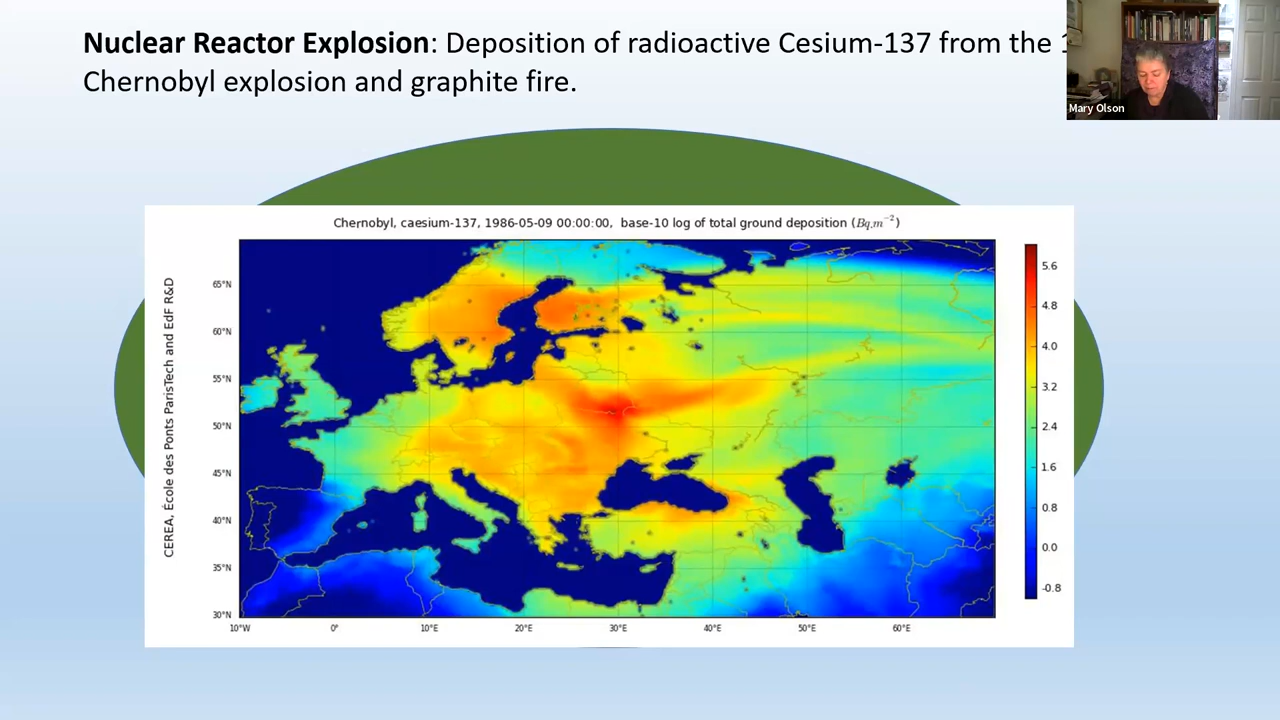 Nuclear Reactor Explosion: Deposition of radioactive Cesium-137 from the
Chernobyl explosion and graphite fire.
Mary Olson
Chernobyl, caesium-137, 1986-05-09 00:00:00, base-10 log of total ground deposition (Bq.m⁻²)
CEREA, École des Ponts ParisTech and EdF R&D
65°N
60°N
55°N
50°N
45°N
40°N
35°N
30°N
10°W 0° 10°E 20°E 30°E 40°E 50°E 60°E
5.6
4.8
4.0
3.2
2.4
1.6
0.8
0.0
-0.8